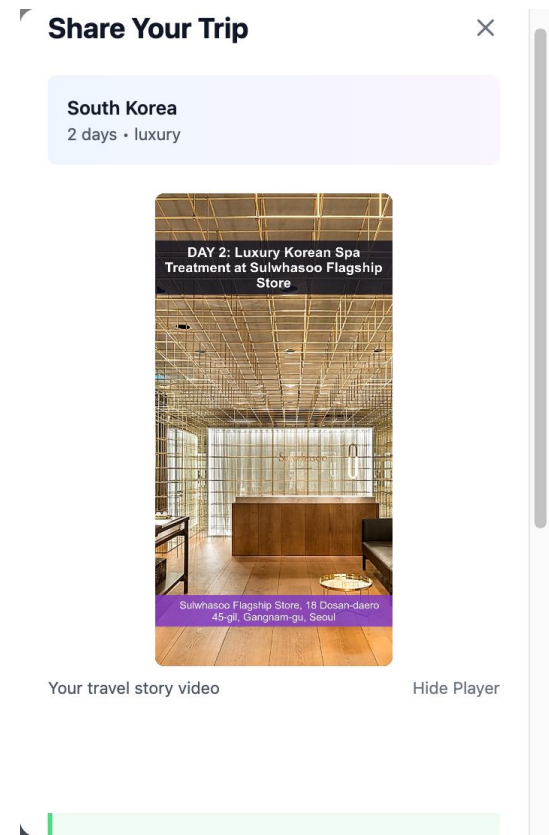 Share Your Trip
South Korea
2 days • luxury
DAY 2: Luxury Korean Spa
Treatment at Sulwhasoo Flagship
Store
Sulwhasoo
Sulwhasoo Flagship Store, 18 Dosan-daero
45-gil, Gangnam-gu, Seoul
Your travel story video
Hide Player